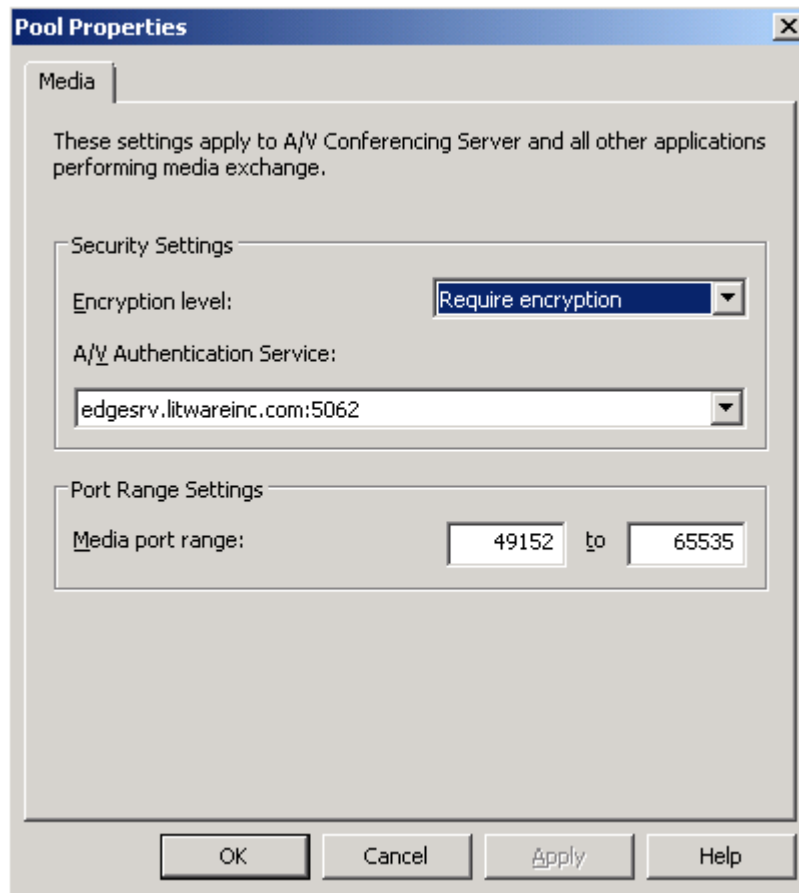 Pool Properties
Media
These settings apply to A/V Conferencing Server and all other applications
performing media exchange.
Security Settings
Encryption level:
Require encryption
A/V Authentication Service:
edgesrv.litwareinc.com:5062
Port Range Settings
Media port range: 49152 to 65535
OK Cancel Apply Help